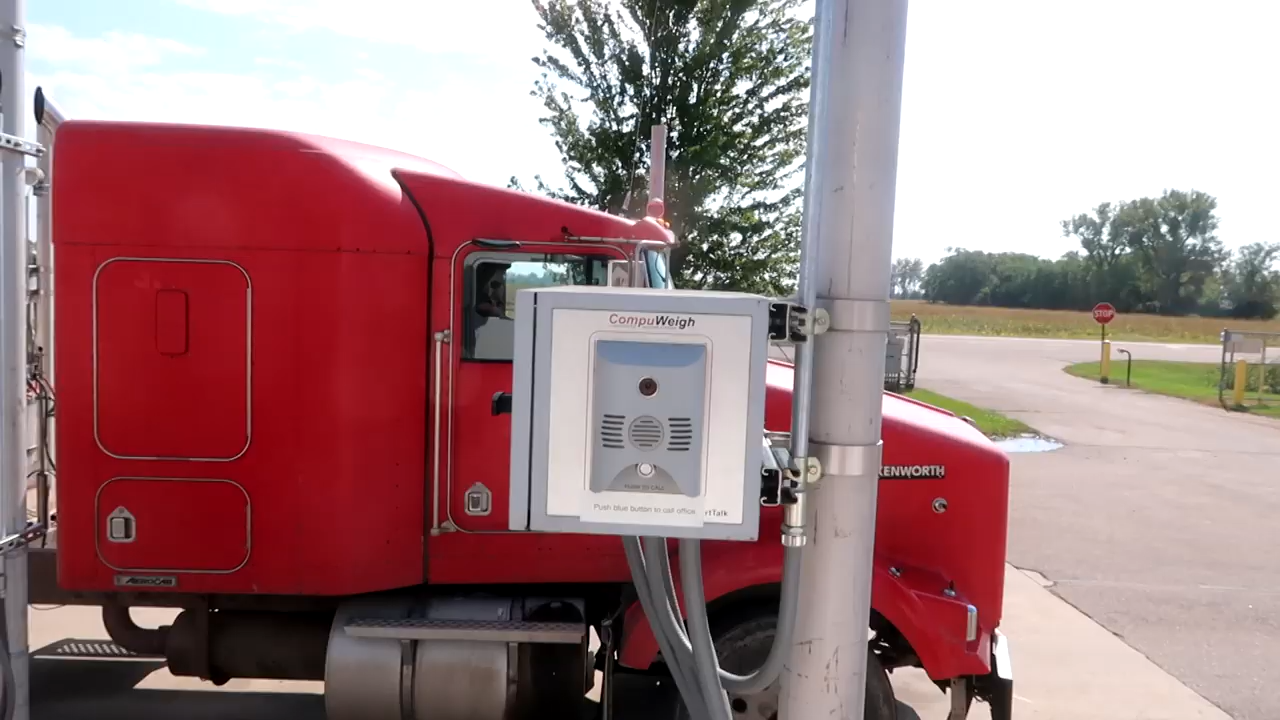 CompuWeigh
STOP
KENWORTH
PUSH TO CALL
Push blue button to call office
rtTalk
AEROCAB